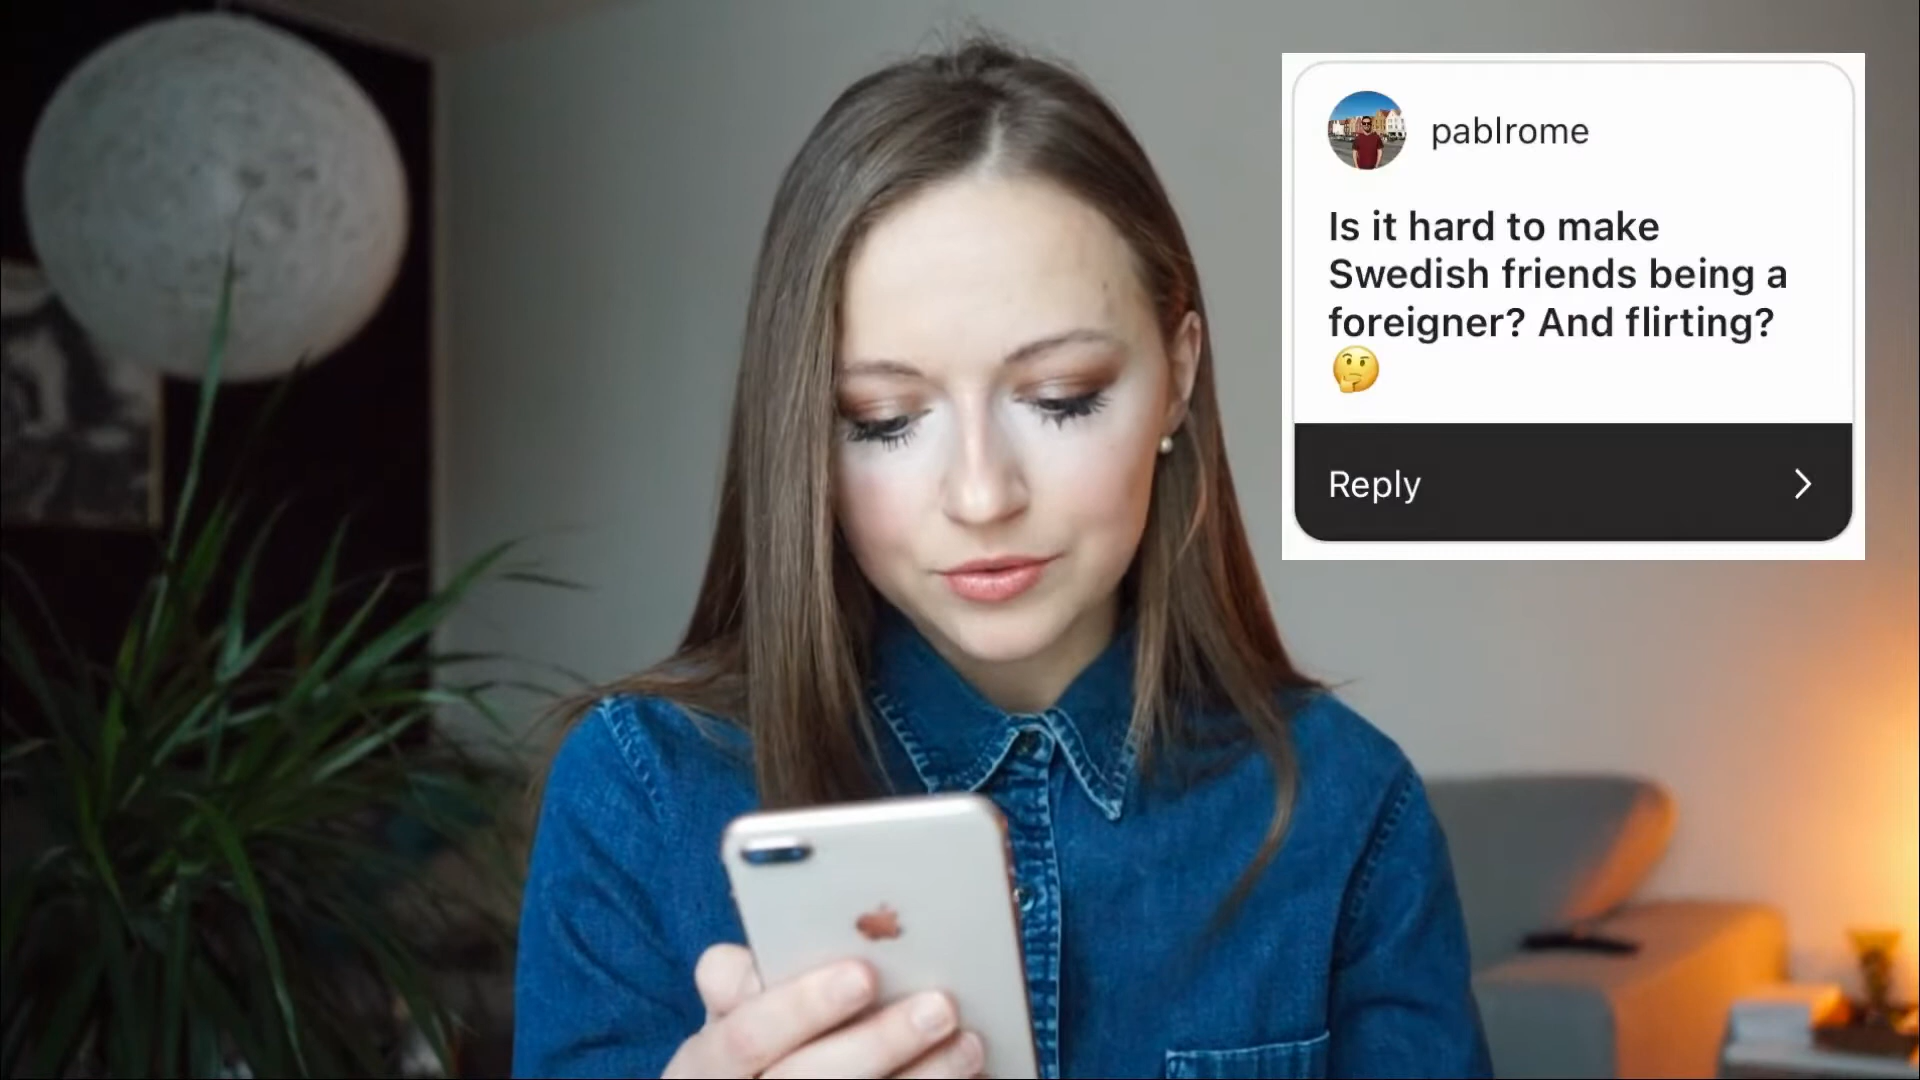 pablrome
Is it hard to make
Swedish friends being a
foreigner? And flirting?
🤔
Reply